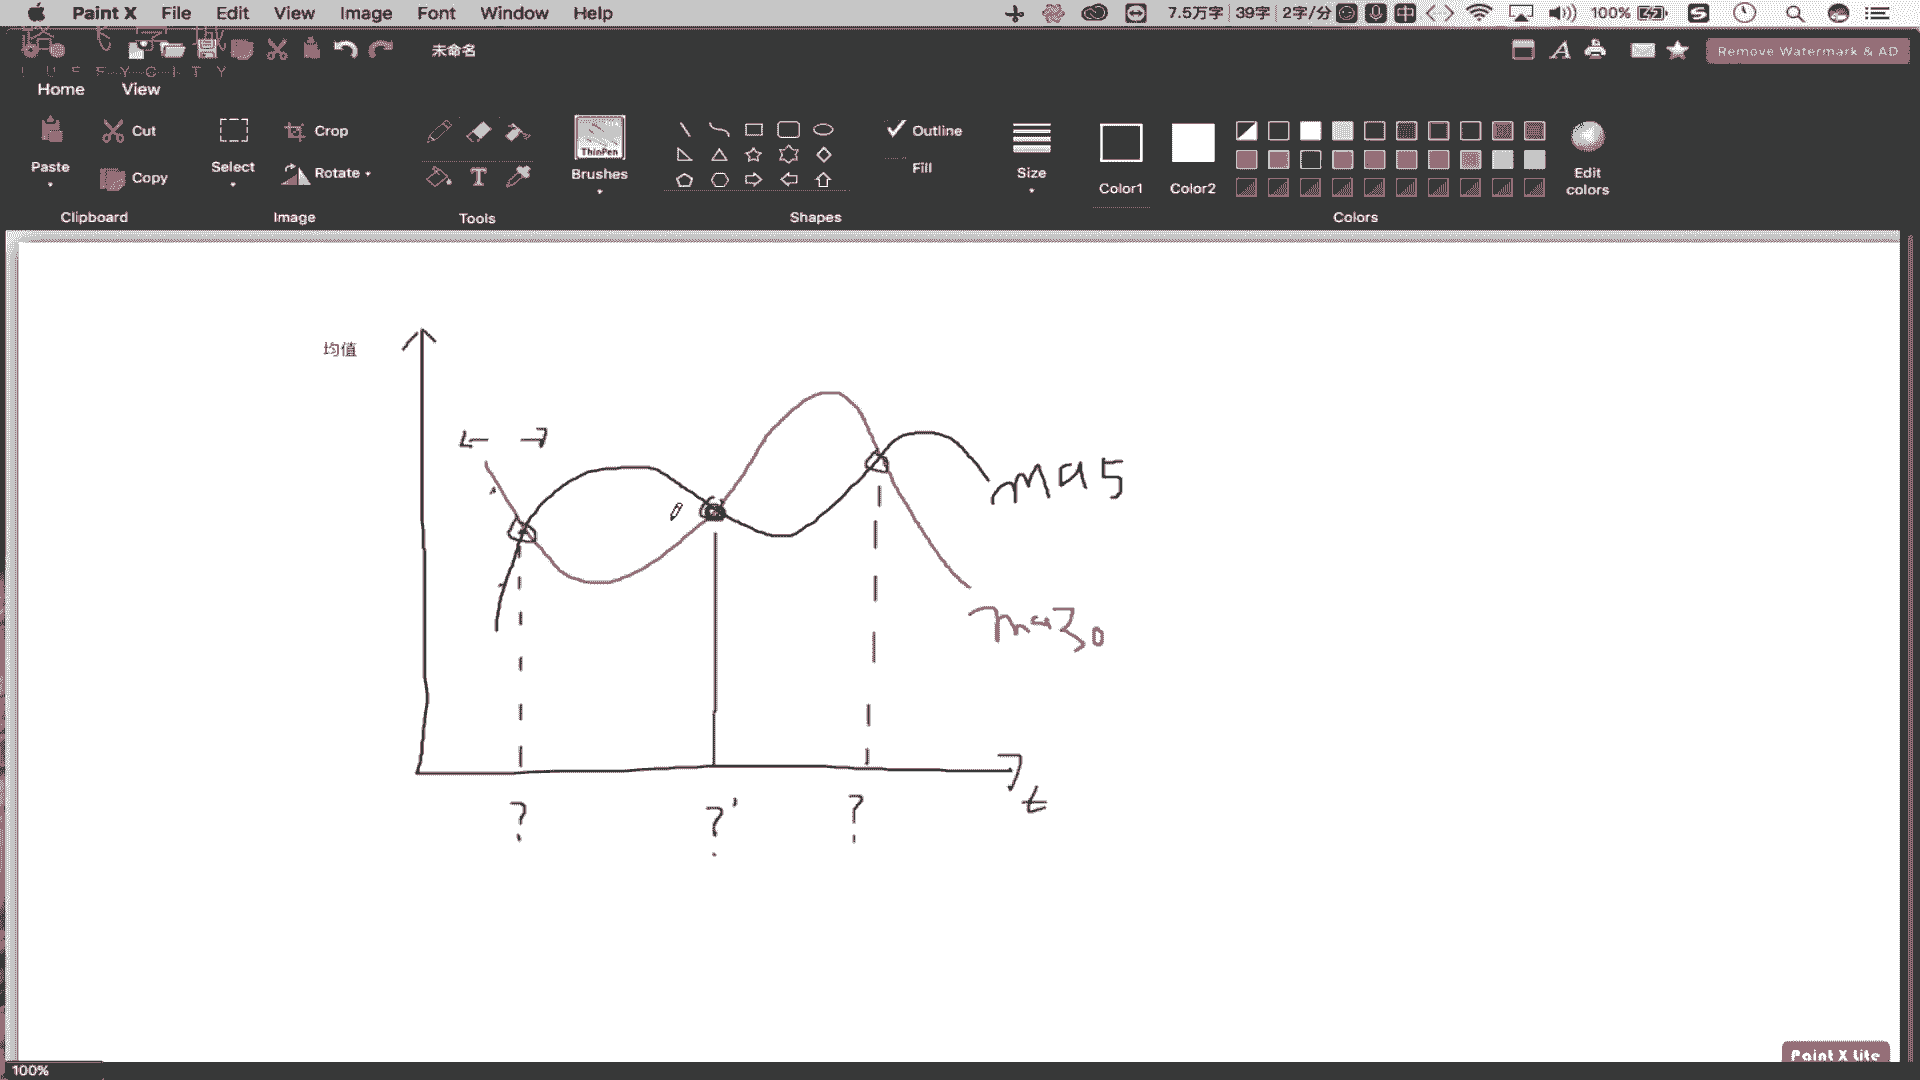 Paint X File Edit View Image Font Window Help 7.5万字 39字 2字/分 中 100%
未命名 Remove Watermark & AD
LUFFYCITY
Home View
Paste Cut Copy Select Crop Rotate T ThinPen Brushes Outline Fill Size Color1 Color2 Edit colors
Clipboard Image Tools Shapes Colors
均值
ma5
ma30
t
? ?' ?
Paint X Lite
100%